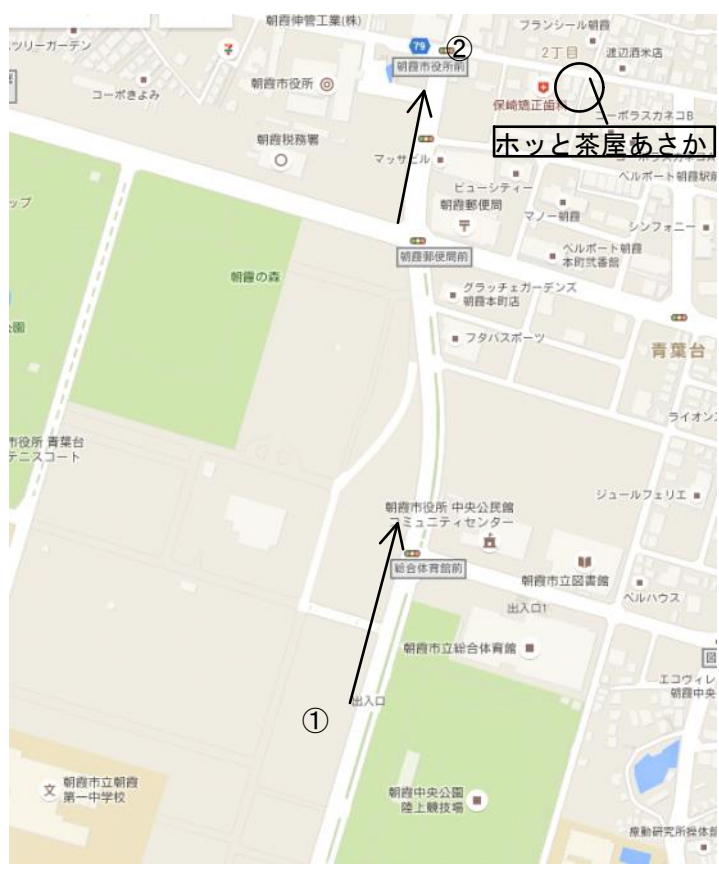 朝霞伸管工業(株)
フランシール朝霞
ツリーガーデン
79
②
2丁目
渡辺酒米店
朝霞市役所前
朝霞市役所
コーポきよみ
保崎矯正歯科
コーポラスカネコB
ホッと茶屋あさか
朝霞税務署
マッサビル
ベルポート朝霞駅前
ビューシティー
朝霞郵便局
マノー朝霞
シンフォニー
朝霞郵便局前
ベルポート朝霞
本町弐番館
朝霞の森
グラッチェガーデンズ
朝霞本町店
公園
フタバスポーツ
青葉台
ライオン
市役所 青葉台
テニスコート
ジュールフェリエ
朝霞市役所 中央公民館
コミュニティセンター
総合体育館前
朝霞市立図書館
ベルハウス
出入口1
朝霞市立総合体育館
図
エコヴィレ
朝霞中央
出入口
①
文
朝霞市立朝霞
第一中学校
朝霞中央公園
陸上競技場